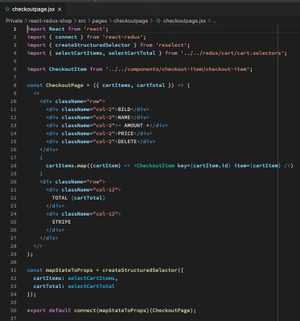 checkoutpage.jsx ×
Private > react-redux-shop > src > pages > checkoutpage > checkoutpage.jsx > ...
1 import React from 'react';
2 import { connect } from 'react-redux';
3 import { createStructuredSelector } from 'reselect';
4 import { selectCartItems, selectCartTotal } from '../../redux/cart/cart.selectors';
5
6 import CheckoutItem from '../../components/checkout-item/checkout-item';
7
8 const CheckoutPage = ({ cartItems, cartTotal }) => (
9 <>
10 <div className="row">
11 <div className="col-2">BILD</div>
12 <div className="col-2">NAME</div>
13 <div className="col-3">- AMOUNT +</div>
14 <div className="col-2">PRICE</div>
15 <div className="col-2">DELETE</div>
16 </div>
17 {
18 cartItems.map((cartItem) => <CheckoutItem key={cartItem.id} item={cartItem} />)
19 }
20 <div className="row">
21 <div className="col-12">
22 TOTAL {cartTotal}
23 </div>
24 <div className="col-12">
25 STRIPE
26 </div>
27 </div>
28 </>
29 );
30
31 const mapStateToProps = createStructuredSelector({
32 cartItems: selectCartItems,
33 cartTotal: selectCartTotal
34 });
35
36 export default connect(mapStateToProps)(CheckoutPage);
37